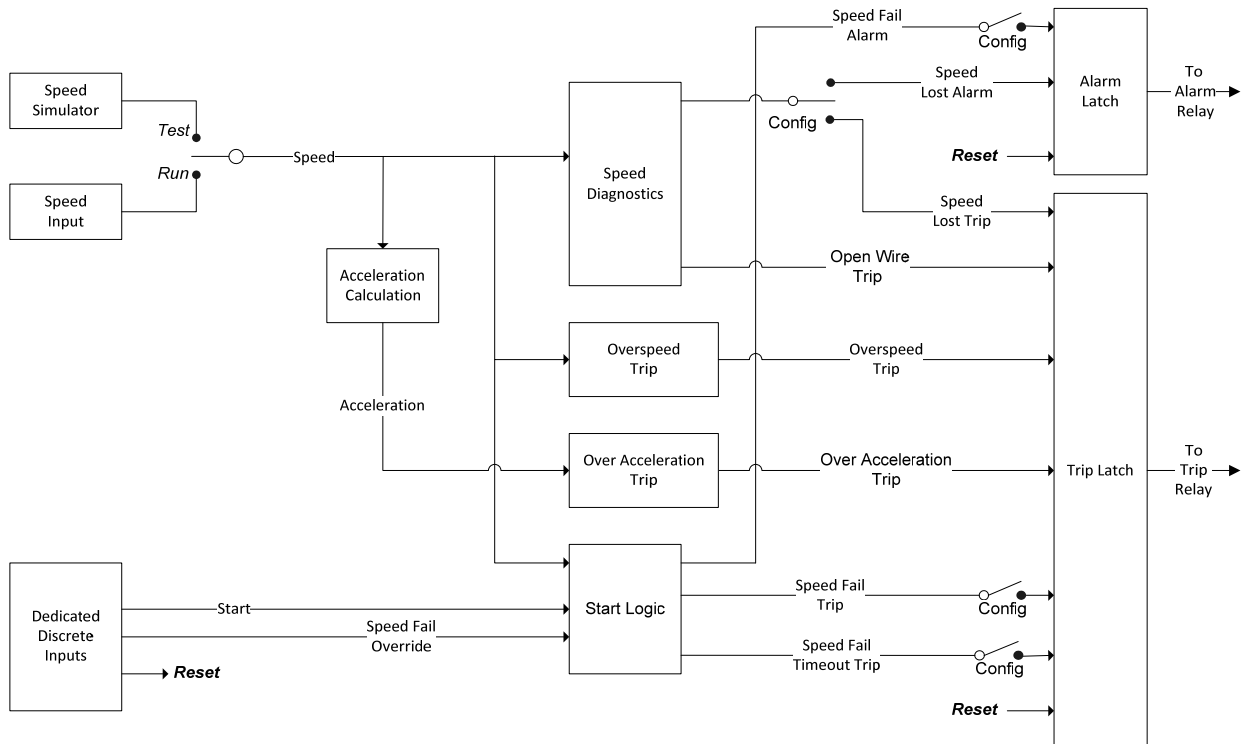 Speed Fail
Alarm
Config
Speed
Simulator
Test
Run
Speed
Input
Speed
Speed
Diagnostics
Config
Speed
Lost Alarm
Reset
Alarm
Latch
To
Alarm
Relay
Speed
Lost Trip
Open Wire
Trip
Acceleration
Calculation
Overspeed
Trip
Overspeed
Trip
Acceleration
Over Acceleration
Trip
Over Acceleration
Trip
Trip Latch
To
Trip
Relay
Dedicated
Discrete
Inputs
Start
Speed Fail
Override
Reset
Start Logic
Speed Fail
Trip
Config
Speed Fail
Timeout Trip
Config
Reset